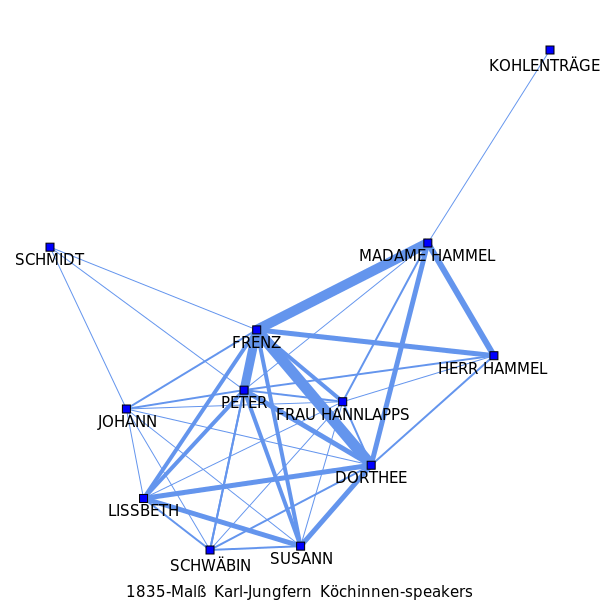 KOHLENTRÄGE
MADAME HAMMEL
SCHMIDT
FRENZ
HERR HAMMEL
PETER
FRAU HANNLAPPS
JOHANN
DORTHEE
LISSBETH
SUSANN
SCHWÄBIN
1835-Malß Karl-Jungfern Köchinnen-speakers